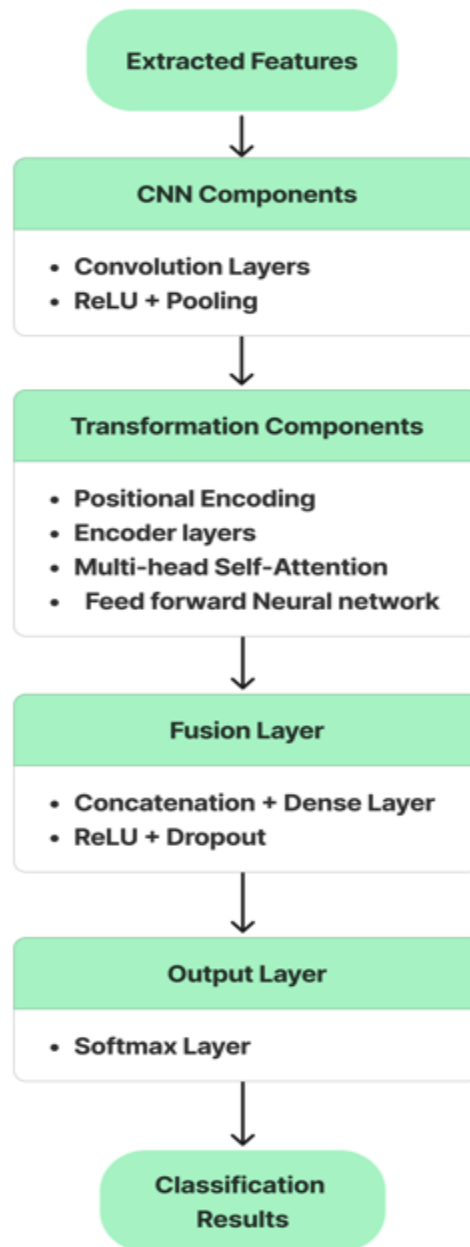 Extracted Features
CNN Components
• Convolution Layers
• ReLU + Pooling
Transformation Components
• Positional Encoding
• Encoder layers
• Multi-head Self-Attention
• Feed forward Neural network
Fusion Layer
• Concatenation + Dense Layer
• ReLU + Dropout
Output Layer
• Softmax Layer
Classification
Results